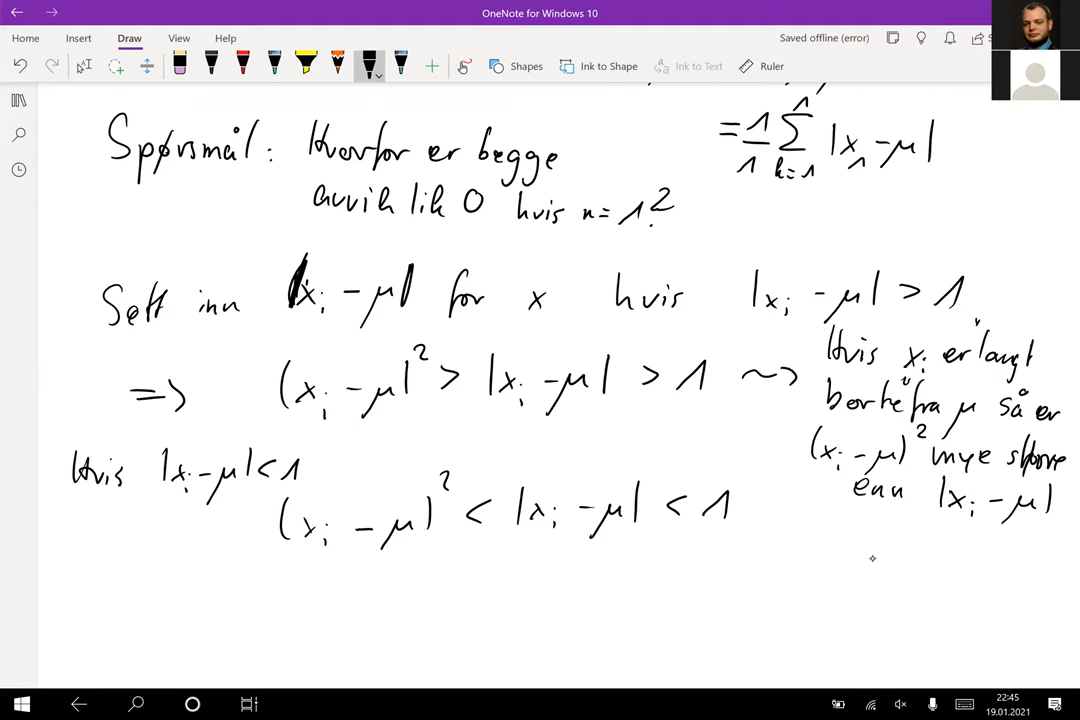 OneNote for Windows 10
Home Insert Draw View Help
Saved offline (error)
Shapes Ink to Shape Ink to Text Ruler
Spørsmål: Hvorfor er begge
avvik lik 0 hvis n = 1?
= 1/1 ∑ k=1 1 |x₁ - μ|
Sett inn |xᵢ - μ| for x hvis |xᵢ - μ| > 1
=> (xᵢ - μ)² > |xᵢ - μ| > 1 ~>
Hvis xᵢ er langt
borte fra μ så er
(xᵢ - μ)² mye større
enn |xᵢ - μ|
Hvis |xᵢ - μ| < 1
(xᵢ - μ)² < |xᵢ - μ| < 1
22:45
19.01.2021